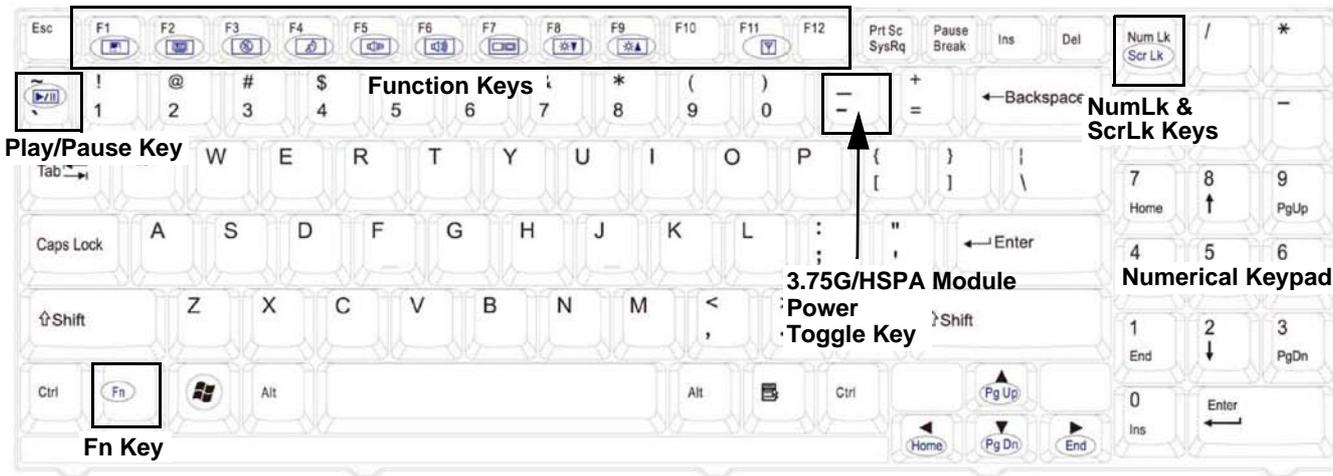 Esc F1 F2 F3 F4 F5 F6 F7 F8 F9 F10 F11 F12 Prt Sc Pause Ins Del Num Lk / *
SysRq Break Scr Lk
Function Keys
~ ! @ # $ * ( ) _ + ←Backspace
` 1 2 3 4 5 6 7 8 9 0 - = –
NumLk &
ScrLk Keys
Play/Pause Key
Tab W E R T Y U I O P { } ¦
[ ] \
7 8 9
Home ↑ PgUp
Caps Lock A S D F G H J K L : " Enter
; '
4 5 6
Numerical Keypad
3.75G/HSPA Module
Power
Toggle Key
⇧Shift Z X C V B N M < ⇧Shift
,
1 2 3
End ↓ PgDn
Ctrl Fn Alt Alt Ctrl ▲
Pg Up
0 Enter
Ins
◄ ▼ ►
Home Pg Dn End
Fn Key